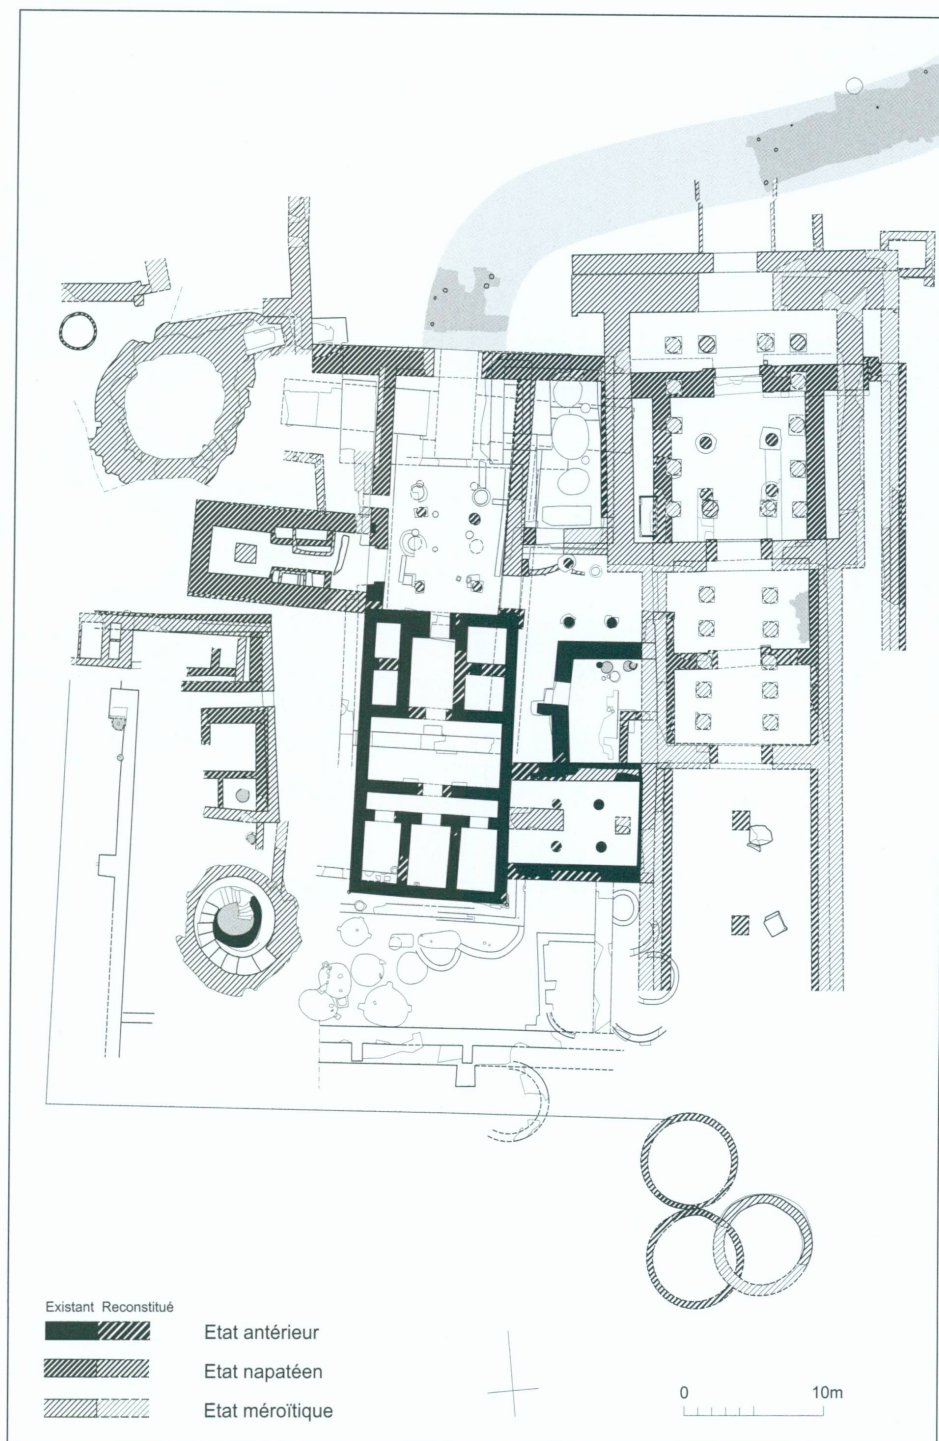 Existant Reconstitué
Etat antérieur
Etat napatéen
Etat méroïtique
0 10m